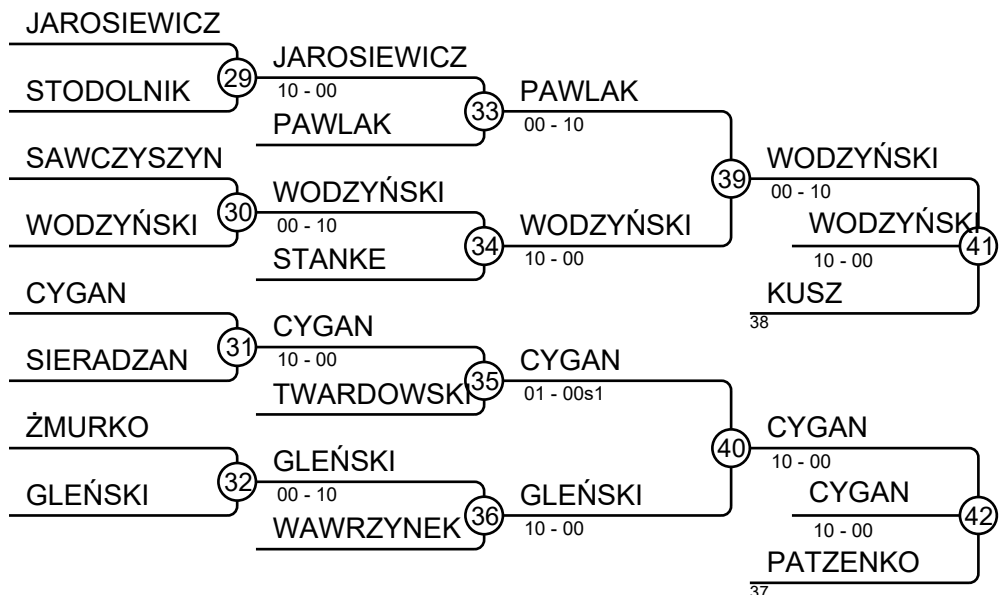 JAROSIEWICZ
29
JAROSIEWICZ
10 - 00
STODOLNIK
33
PAWLAK
00 - 10
PAWLAK
SAWCZYSZYN
39
WODZYŃSKI
00 - 10
30
WODZYŃSKI
00 - 10
WODZYŃSKI
34
WODZYŃSKI
10 - 00
WODZYŃSKI
10 - 00
41
STANKE
CYGAN
KUSZ
38
31
CYGAN
10 - 00
SIERADZAN
35
CYGAN
01 - 00s1
TWARDOWSKI
ŻMURKO
40
CYGAN
10 - 00
32
GLEŃSKI
00 - 10
GLEŃSKI
36
GLEŃSKI
10 - 00
CYGAN
10 - 00
42
WAWRZYNEK
PATZENKO
37